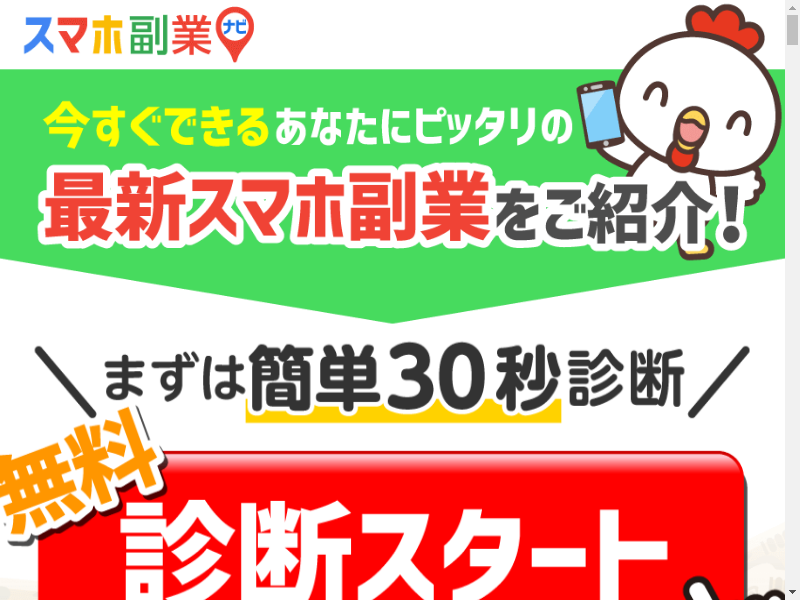 スマホ副業ナビ
今すぐできるあなたにピッタリの
最新スマホ副業をご紹介!
まずは簡単30秒診断
無料
診断スタート